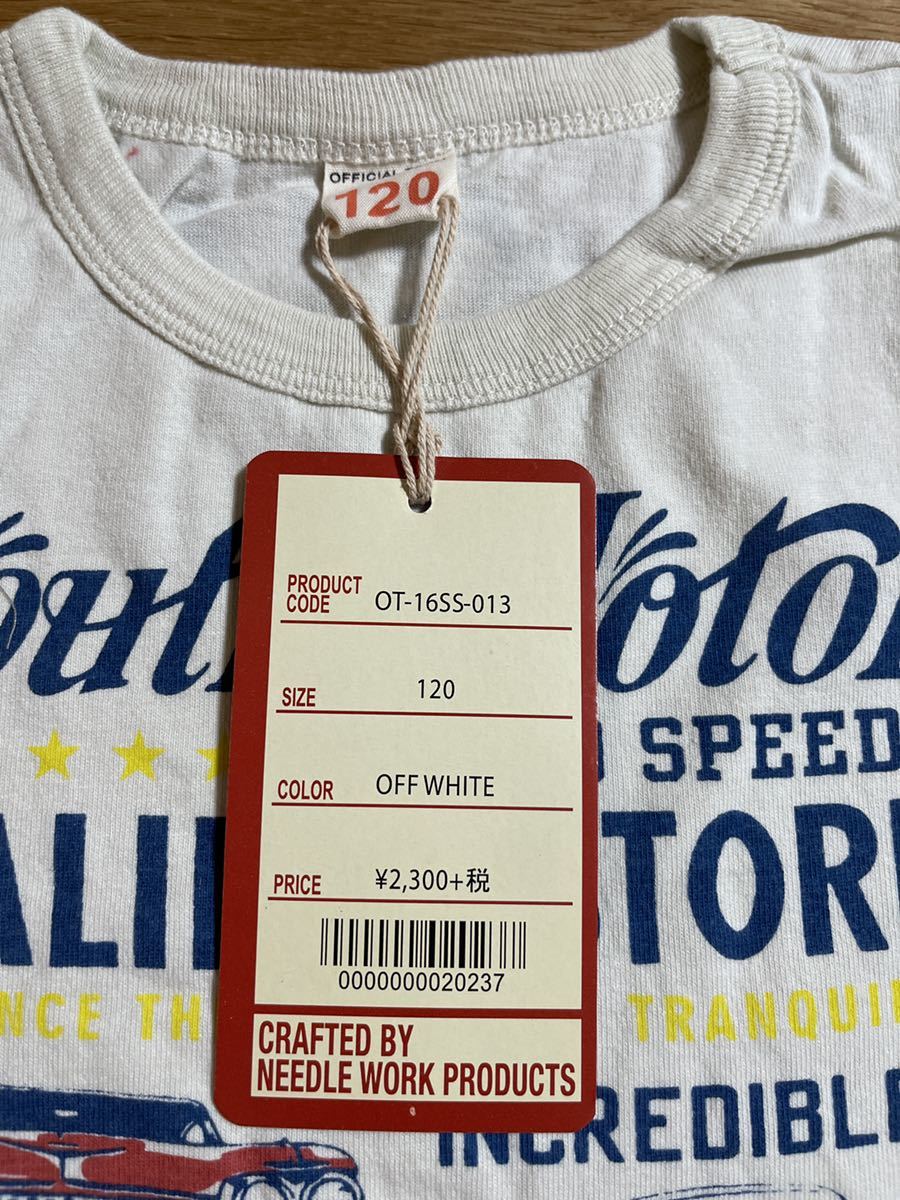 OFFICIAL
120
PRODUCT CODE OT-16SS-013
SIZE 120
COLOR OFF WHITE
PRICE ¥2,300+税
0000000020237
CRAFTED BY
NEEDLE WORK PRODUCTS
SPEED
TRANQUI
INCREDIBLE